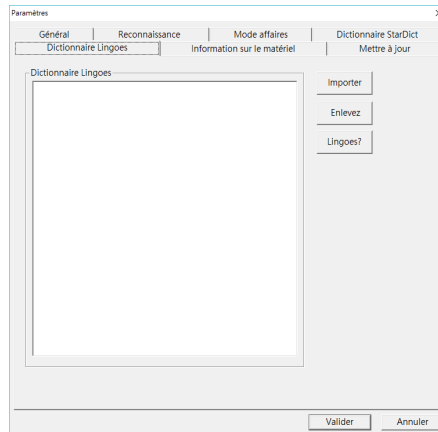 Paramètres
Général Reconnaissance Mode affaires Dictionnaire StarDict
Dictionnaire Lingoes Information sur le matériel Mettre à jour
Dictionnaire Lingoes
Importer
Enlevez
Lingoes?
Valider Annuler